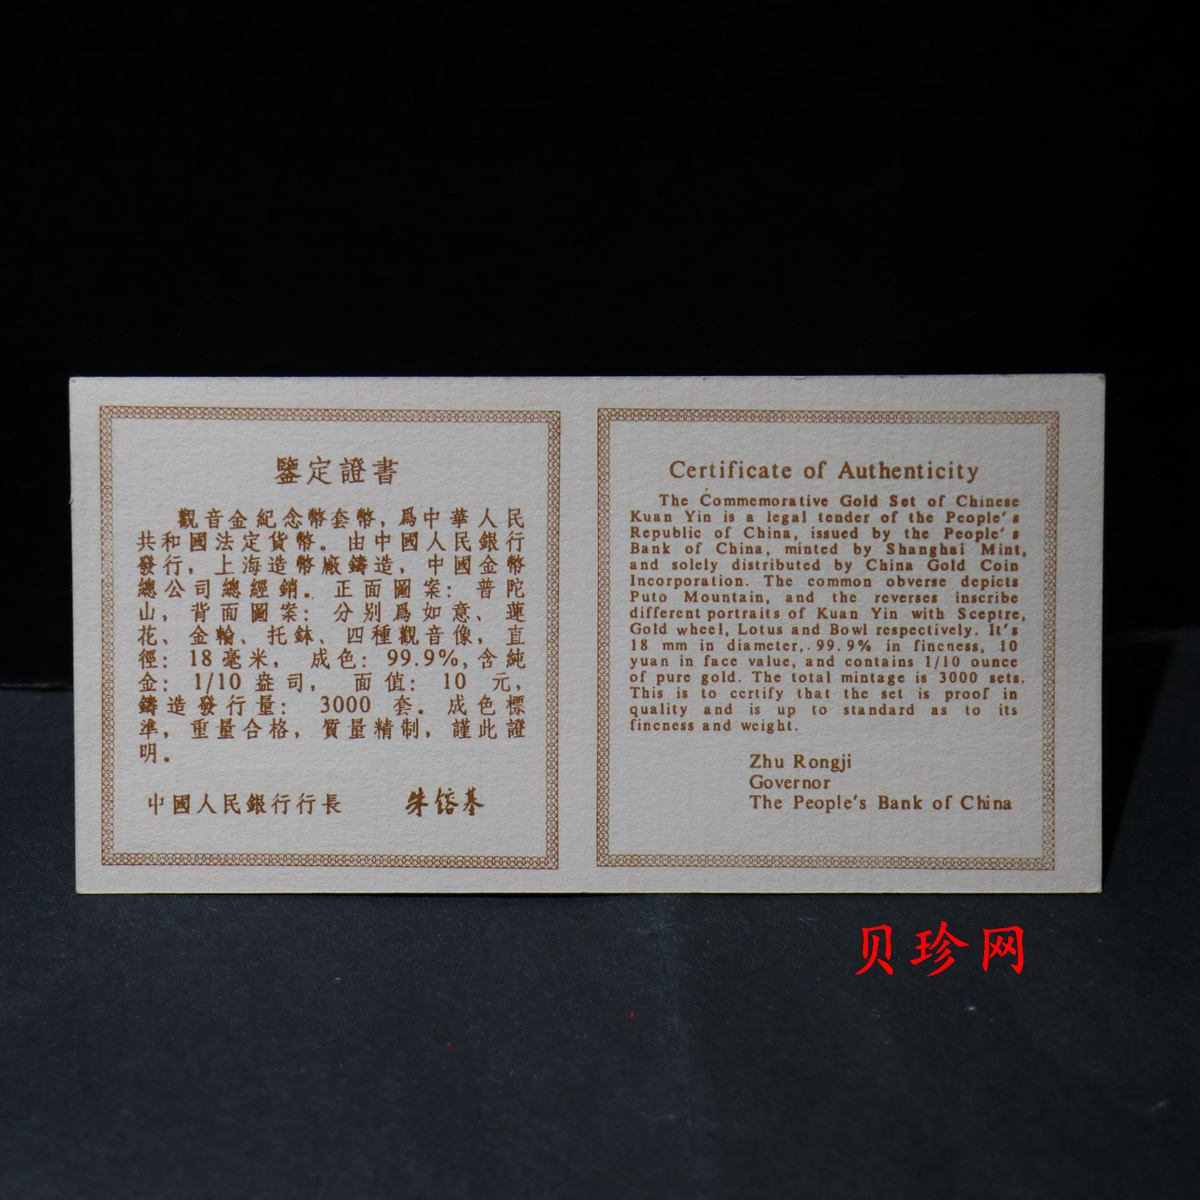 鑒定證書
觀音金紀念幣套幣，爲中華人民
共和國法定貨幣。由中國人民銀行
發行，上海造幣廠鑄造，中國金幣
總公司總經銷。正面圖案：普陀
山，背面圖案：分别爲如意、蓮
花、金輪、托鉢、四種觀音像，直
徑：18毫米，成色：99.9%，含純
金：1/10盎司，面值：10元，
鑄造發行量：3000套。成色標
準，重量合格，質量精制，謹此證
明。
中國人民銀行行長 朱镕基
Certificate of Authenticity
The Commemorative Gold Set of Chinese
Kuan Yin is a legal tender of the People's
Republic of China, issued by the People's
Bank of China, minted by Shanghai Mint,
and solely distributed by China Gold Coin
Incorporation. The common obverse depicts
Puto Mountain, and the reverses inscribe
different portraits of Kuan Yin with Sceptre,
Gold wheel, Lotus and Bowl respectively. It's
18 mm in diameter, 99.9% in fineness, 10
yuan in face value, and contains 1/10 ounce
of pure gold. The total mintage is 3000 sets.
This is to certify that the set is proof in
quality and is up to standard as to its
fineness and weight.
Zhu Rongji
Governor
The People's Bank of China
贝珍网